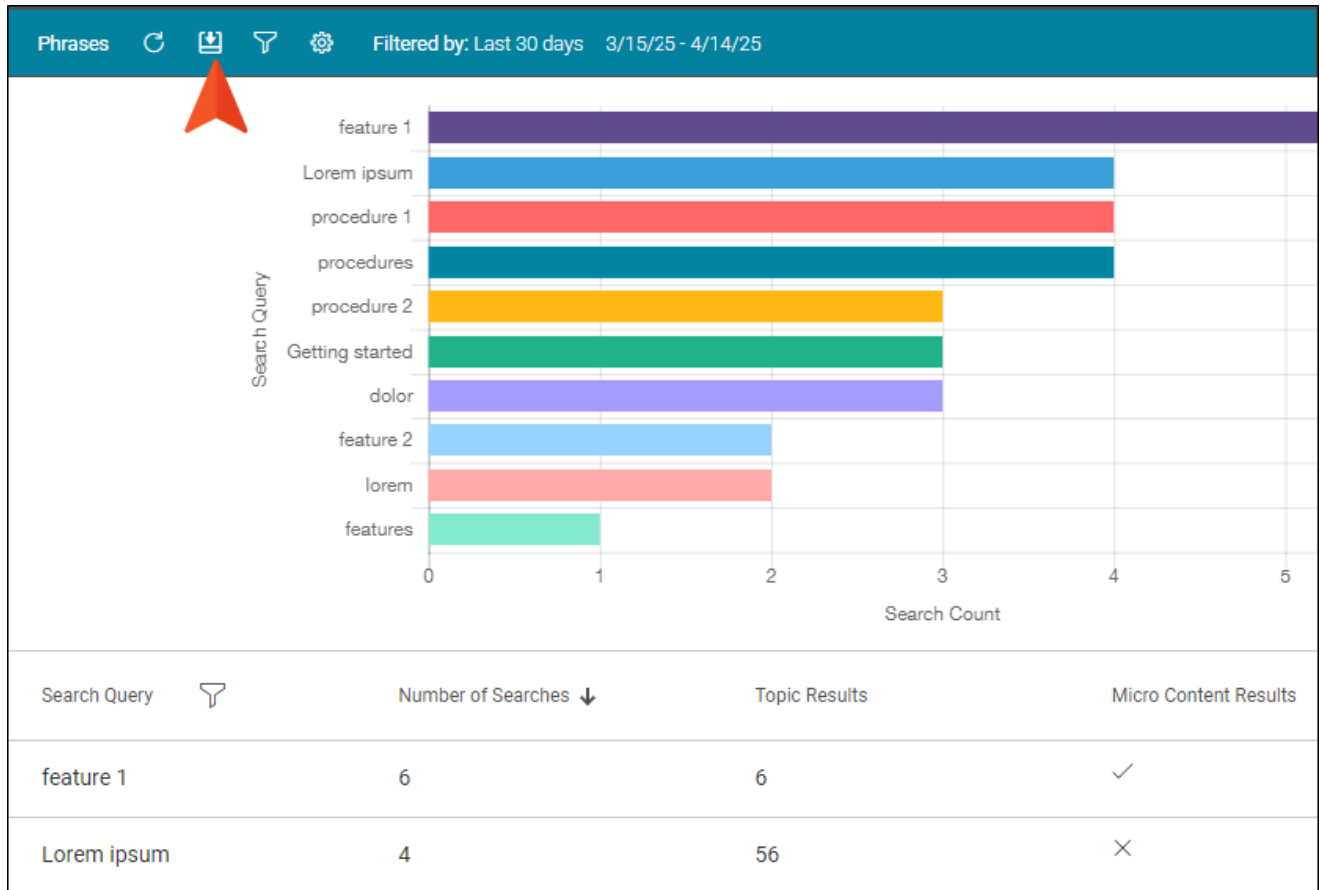 Phrases Filtered by: Last 30 days 3/15/25 - 4/14/25
feature 1
Lorem ipsum
procedure 1
procedures
procedure 2
Getting started
dolor
feature 2
lorem
features
Search Query
0 1 2 3 4 5
Search Count
Search Query Number of Searches Topic Results Micro Content Results
feature 1 6 6
Lorem ipsum 4 56